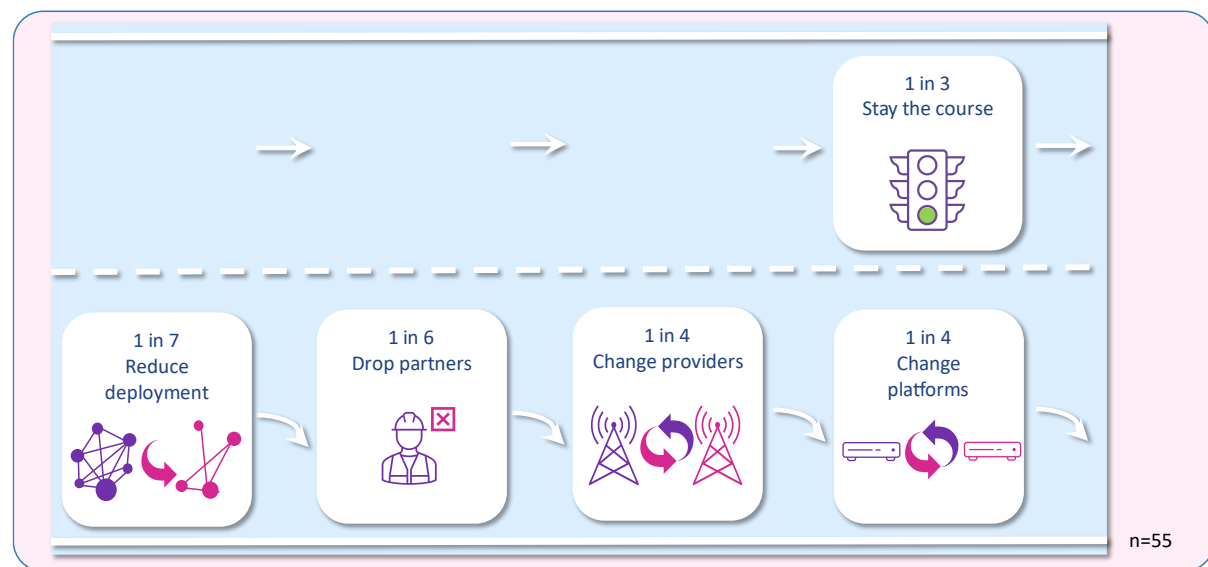 1 in 3
Stay the course
1 in 7
Reduce
deployment
1 in 6
Drop partners
1 in 4
Change providers
1 in 4
Change
platforms
n=55